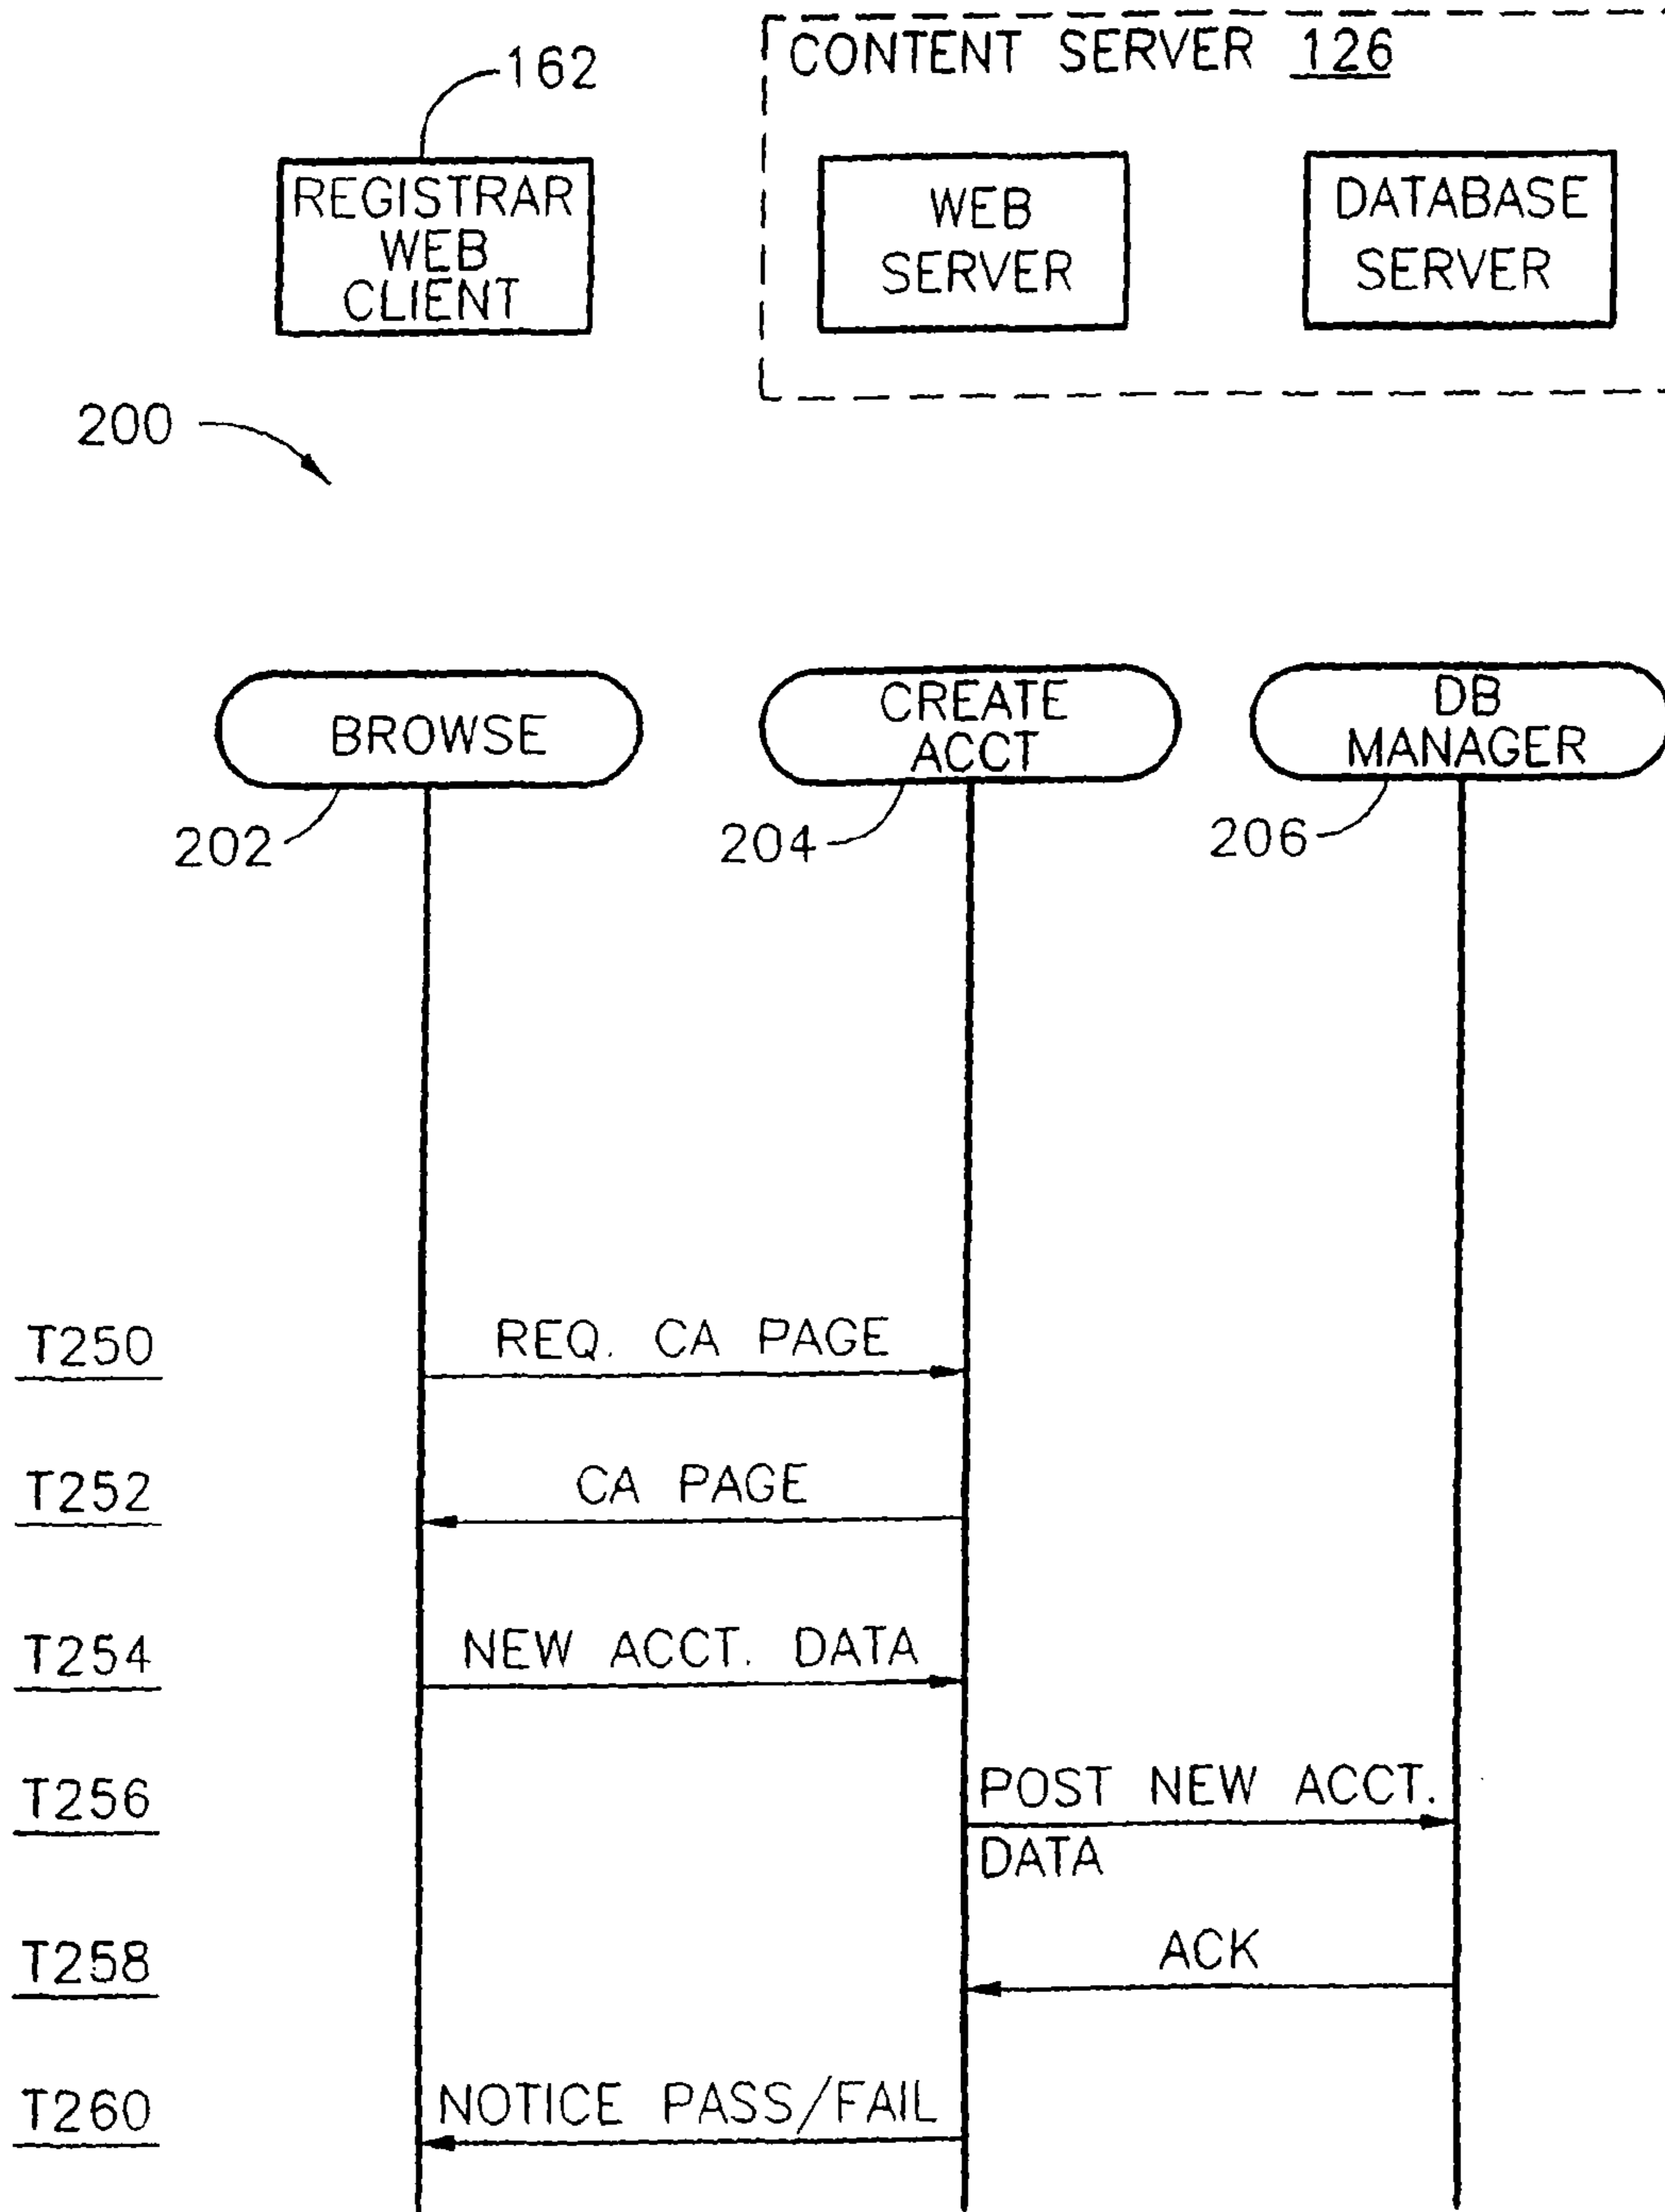 162
CONTENT SERVER 126
REGISTRAR
WEB
CLIENT
WEB
SERVER
DATABASE
SERVER
200
BROWSE
CREATE
ACCT
DB
MANAGER
202
204
206
T250
REQ. CA PAGE
T252
CA PAGE
T254
NEW ACCT. DATA
T256
POST NEW ACCT.
DATA
T258
ACK
T260
NOTICE PASS/FAIL